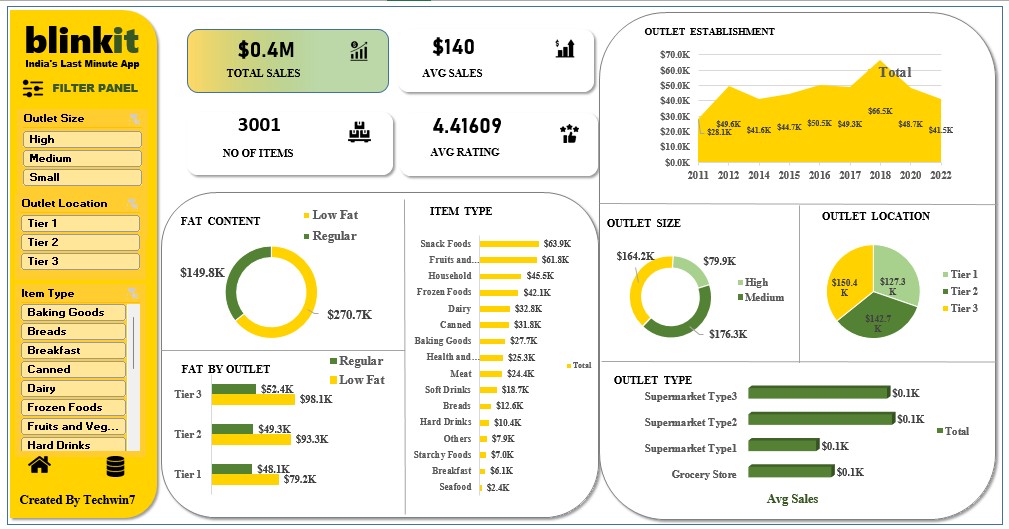 blinkit
India's Last Minute App
FILTER PANEL
Outlet Size
High
Medium
Small
Outlet Location
Tier 1
Tier 2
Tier 3
Item Type
Baking Goods
Breads
Breakfast
Canned
Dairy
Frozen Foods
Fruits and Veg...
Hard Drinks
Created By Techwin7
$0.4M
TOTAL SALES
$140
AVG SALES
3001
NO OF ITEMS
4.41609
AVG RATING
FAT CONTENT
Low Fat
Regular
$149.8K
$270.7K
FAT BY OUTLET
Regular
Low Fat
Tier 3
$52.4K
$98.1K
Tier 2
$49.3K
$93.3K
Tier 1
$48.1K
$79.2K
ITEM TYPE
Snack Foods $63.9K
Fruits and... $61.8K
Household $45.5K
Frozen Foods $42.1K
Dairy $32.8K
Canned $31.8K
Baking Goods $27.7K
Health and... $25.3K
Meat $24.4K
Soft Drinks $18.7K
Breads $12.6K
Hard Drinks $10.4K
Others $7.9K
Starchy Foods $7.0K
Breakfast $6.1K
Seafood $2.4K
Total
OUTLET ESTABLISHMENT
$70.0K
$60.0K
$50.0K
$40.0K
$30.0K
$20.0K
$10.0K
$0.0K
Total
$28.1K
$49.6K
$41.6K
$44.7K
$50.5K
$49.3K
$66.5K
$48.7K
$41.5K
2011 2012 2014 2015 2016 2017 2018 2020 2022
OUTLET SIZE
$164.2K
$79.9K
$176.3K
High
Medium
OUTLET LOCATION
$150.4
K
$127.3
K
$142.7
K
Tier 1
Tier 2
Tier 3
OUTLET TYPE
Supermarket Type3 $0.1K
Supermarket Type2 $0.1K
Supermarket Type1 $0.1K
Grocery Store $0.1K
Total
Avg Sales